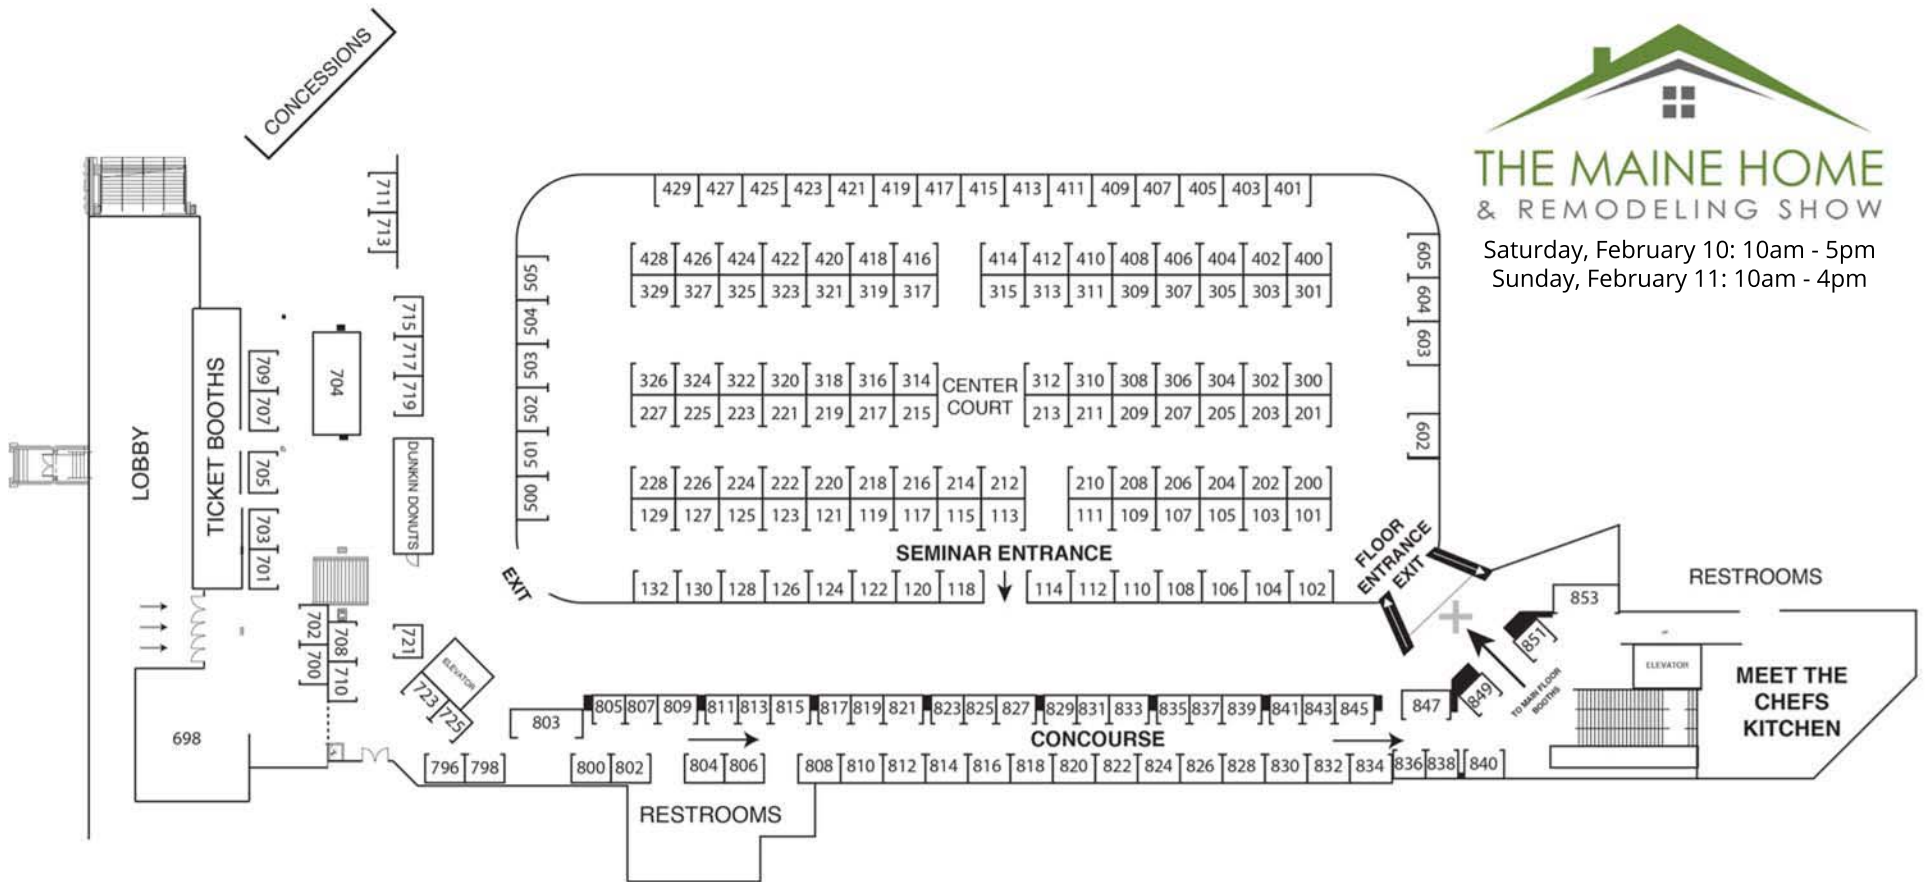 CONCESSIONS
THE MAINE HOME
& REMODELING SHOW
Saturday, February 10: 10am - 5pm
Sunday, February 11: 10am - 4pm
711
713
429 427 425 423 421 419 417 415 413 411 409 407 405 403 401
428 426 424 422 420 418 416
414 412 410 408 406 404 402 400
329 327 325 323 321 319 317
315 313 311 309 307 305 303 301
505
504
503
502
501
500
605
604
603
602
326 324 322 320 318 316 314
CENTER
COURT
312 310 308 306 304 302 300
227 225 223 221 219 217 215
213 211 209 207 205 203 201
228 226 224 222 220 218 216 214 212
210 208 206 204 202 200
129 127 125 123 121 119 117 115 113
111 109 107 105 103 101
SEMINAR ENTRANCE
132 130 128 126 124 122 120 118
114 112 110 108 106 104 102
FLOOR
ENTRANCE
EXIT
EXIT
LOBBY
TICKET BOOTHS
709
707
705
703
701
704
715
717
719
DUNKIN DONUTS
702
700
708
710
721
ELEVATOR
723
725
698
803
805 807 809 811 813 815 817 819 821 823 825 827 829 831 833 835 837 839 841 843 845
847
849
851
853
TO MAIN FLOOR
BOOTHS
CONCOURSE
796 798
800 802
804 806
808 810 812 814 816 818 820 822 824 826 828 830 832 834 836 838 840
RESTROOMS
RESTROOMS
ELEVATOR
MEET THE
CHEFS
KITCHEN